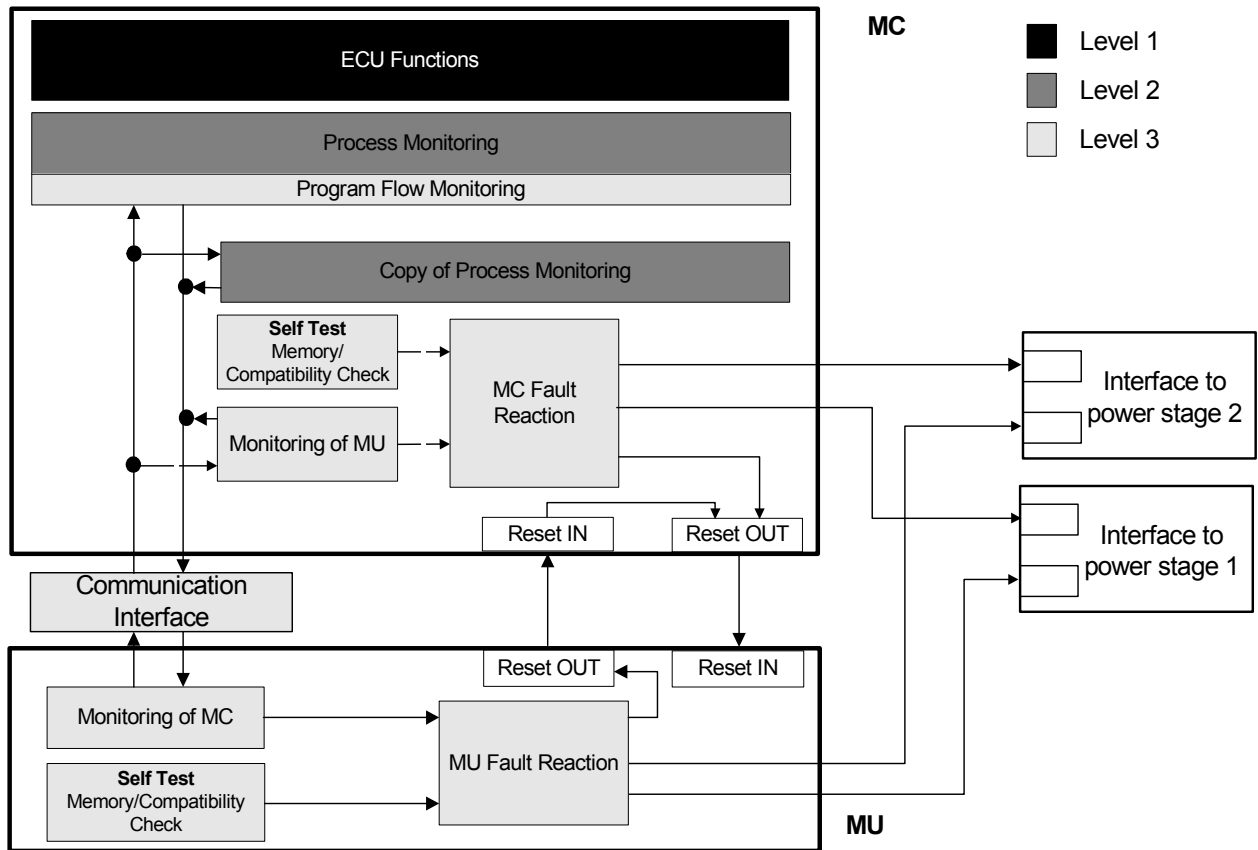 MC
Level 1
Level 2
Level 3
ECU Functions
Process Monitoring
Program Flow Monitoring
Copy of Process Monitoring
Self Test
Memory/
Compatibility Check
MC Fault
Reaction
Monitoring of MU
Reset IN
Reset OUT
Interface to
power stage 2
Interface to
power stage 1
Communication
Interface
Reset OUT
Reset IN
Monitoring of MC
MU Fault Reaction
Self Test
Memory/Compatibility
Check
MU